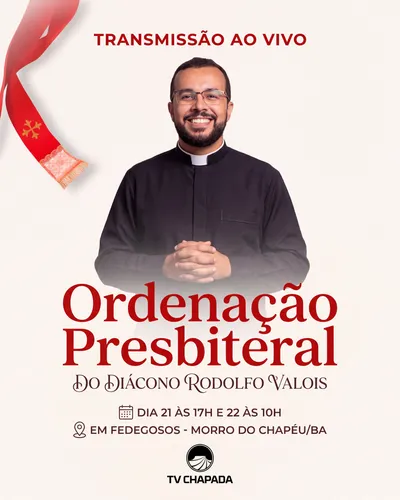 TRANSMISSÃO AO VIVO
Ordenação
Presbiteral
Do Diácono Rodolfo Valois
DIA 21 ÀS 17H E 22 ÀS 10H
EM FEDEGOSOS - MORRO DO CHAPÉU/BA
TV CHAPADA